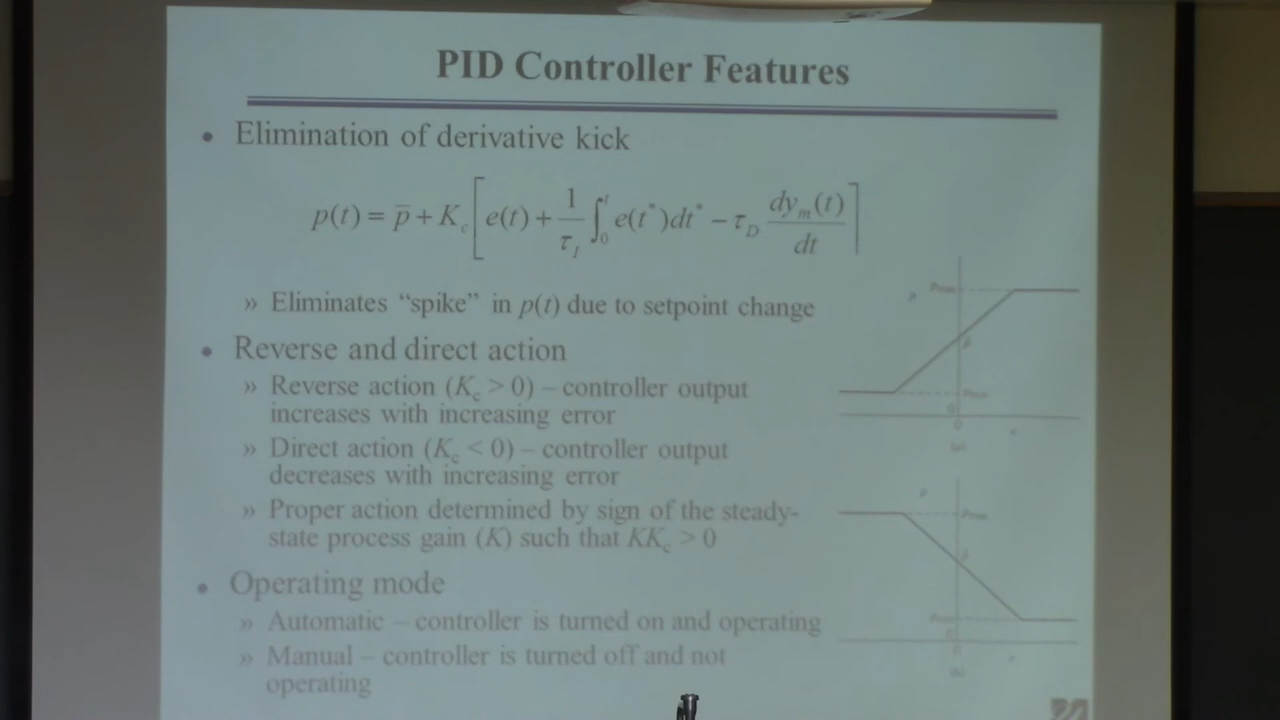 PID Controller Features
• Elimination of derivative kick
p(t) = p̄ + K_c [ e(t) + 1/τ_I ∫_0^t e(t*)dt* − τ_D dy_m(t)/dt ]
» Eliminates “spike” in p(t) due to setpoint change
• Reverse and direct action
» Reverse action (K_c > 0) – controller output
increases with increasing error
» Direct action (K_c < 0) – controller output
decreases with increasing error
» Proper action determined by sign of the steady-
state process gain (K) such that KK_c > 0
• Operating mode
» Automatic – controller is turned on and operating
» Manual – controller is turned off and not
operating